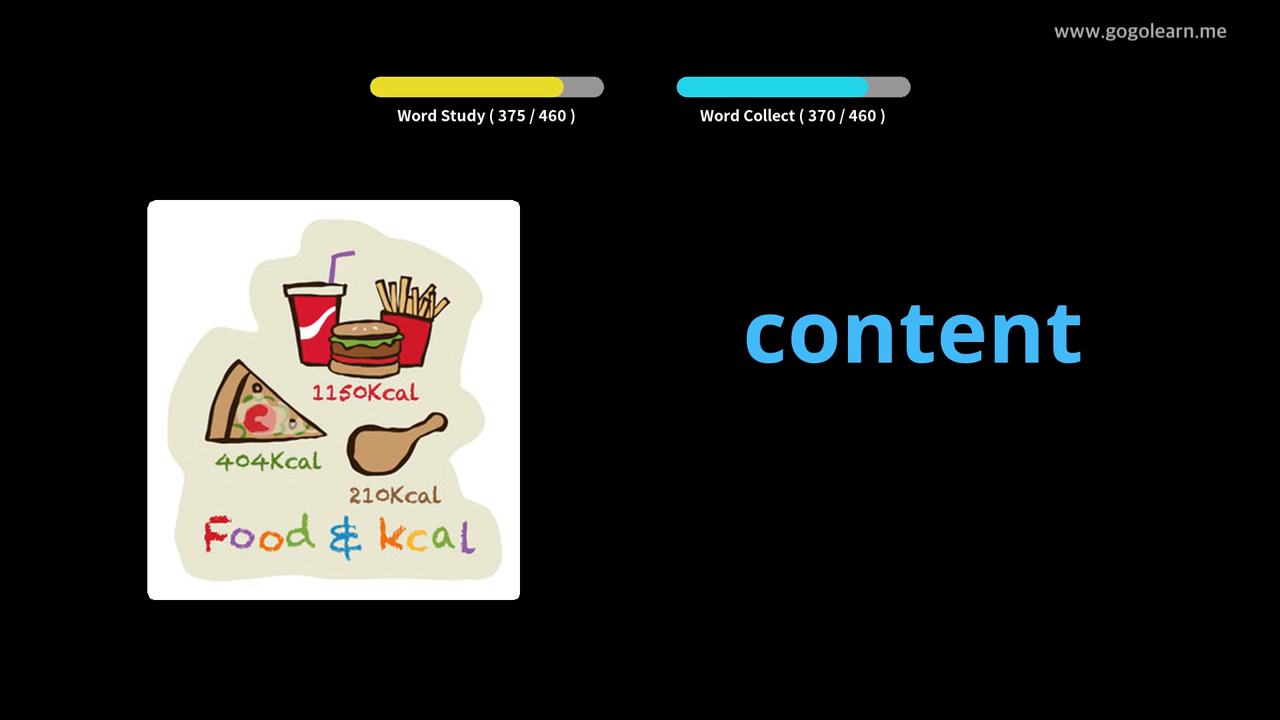 www.gogolearn.me
Word Study ( 375 / 460 )
Word Collect ( 370 / 460 )
content
1150Kcal
404Kcal
210Kcal
Food & kcal